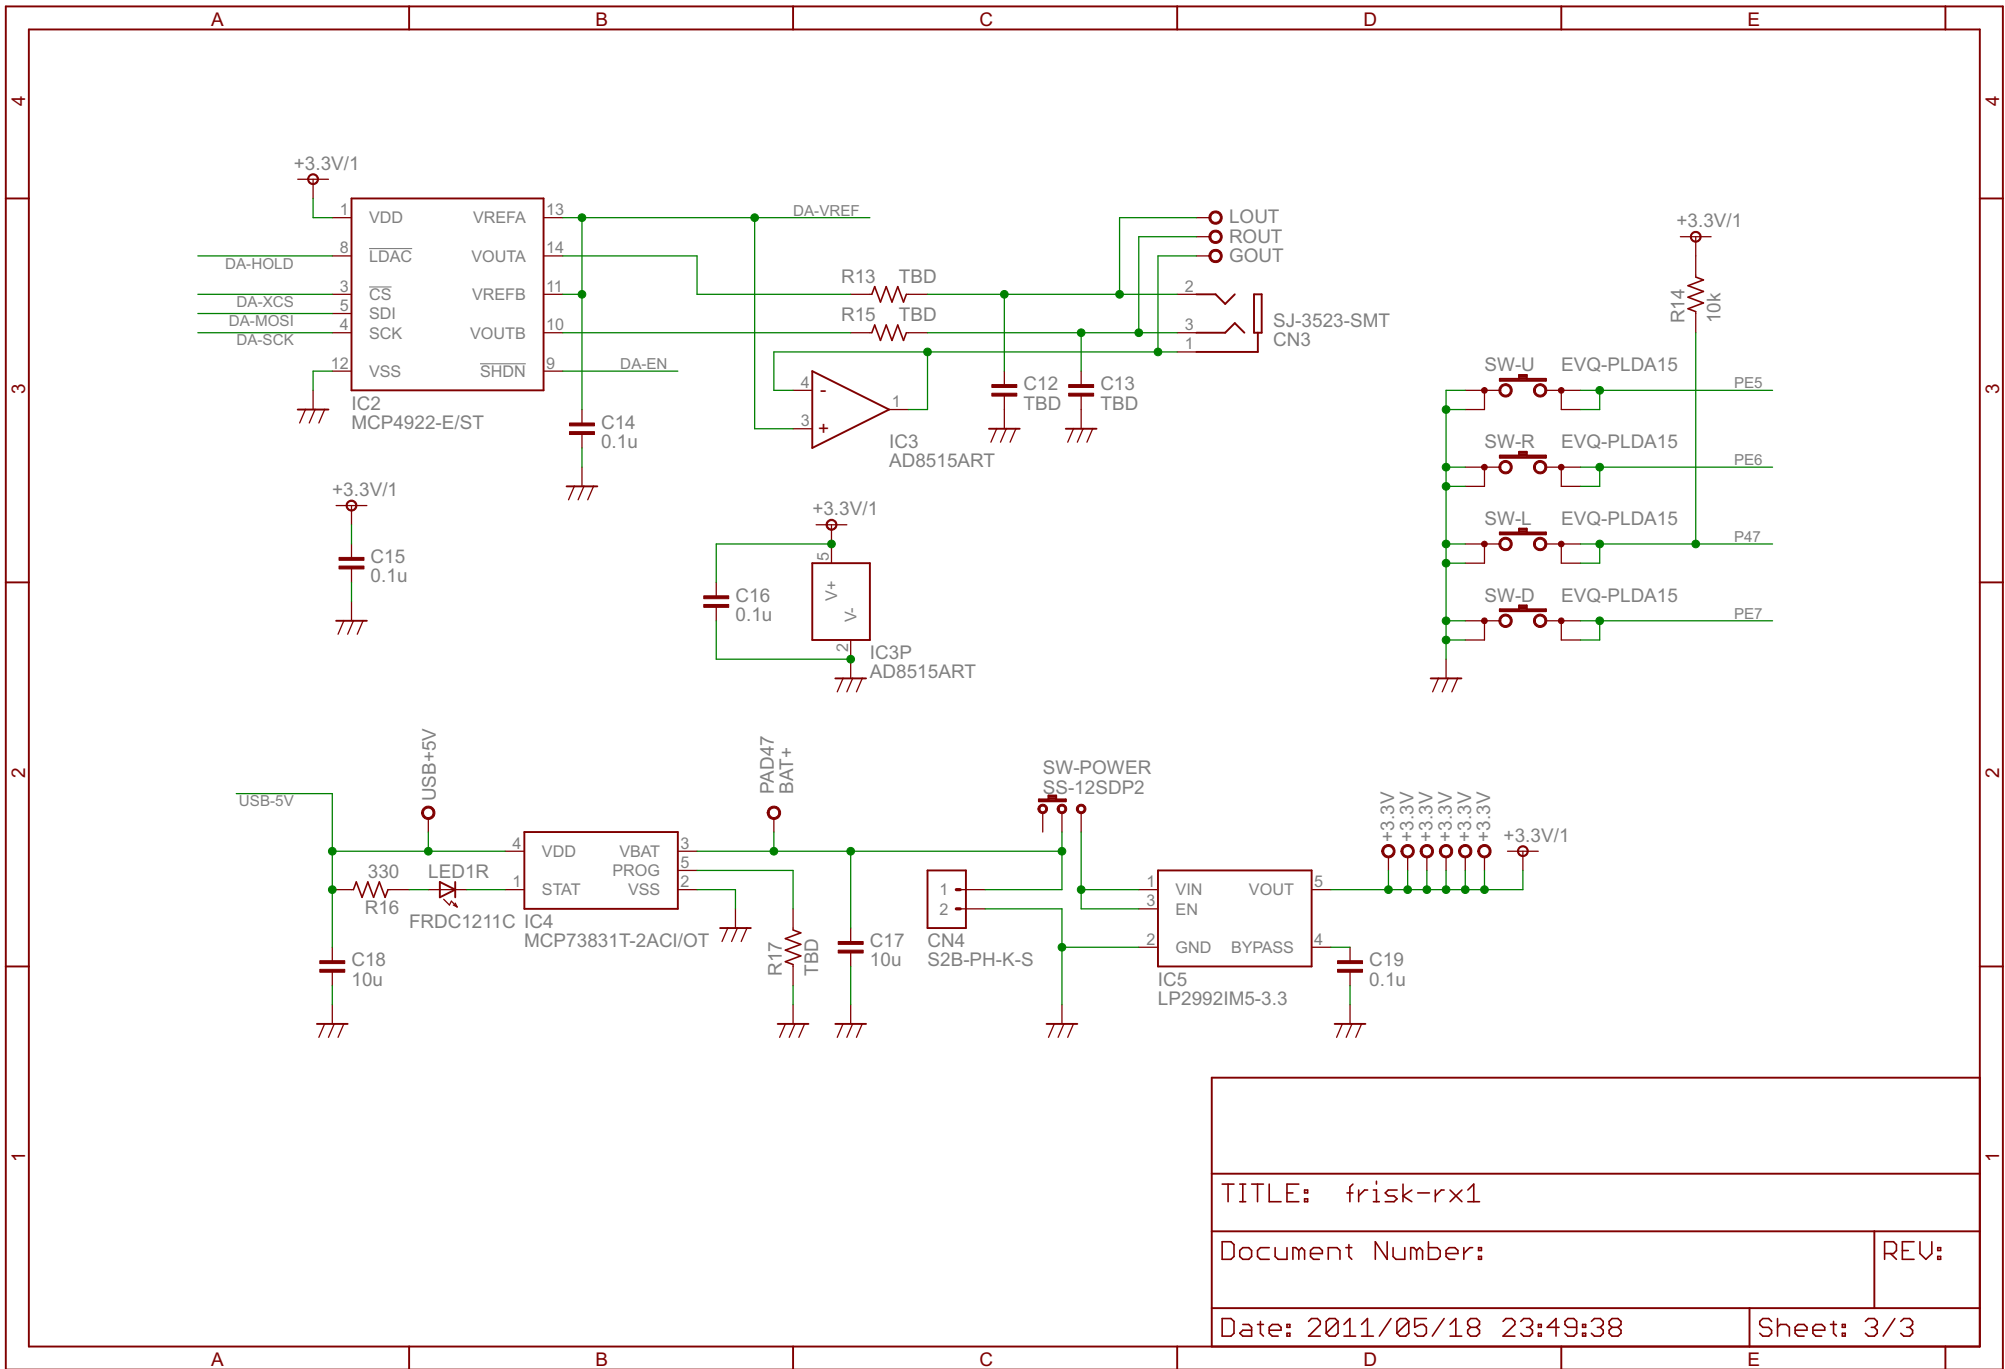 A B C D E
4 4
+3.3V/1
1 VDD VREFA 13
DA-VREF
8 LDAC VOUTA 14
DA-HOLD
3 CS VREFB 11
DA-XCS
5 SDI
DA-MOSI
4 SCK VOUTB 10
DA-SCK
12 VSS SHDN 9
DA-EN
IC2
MCP4922-E/ST
C14
0.1u
R13 TBD
R15 TBD
LOUT
ROUT
GOUT
2
3
1
SJ-3523-SMT
CN3
4 -
3 +
1
IC3
AD8515ART
C12
TBD
C13
TBD
+3.3V/1
R14
10k
3 3
SW-U EVQ-PLDA15
PE5
SW-R EVQ-PLDA15
PE6
SW-L EVQ-PLDA15
P47
SW-D EVQ-PLDA15
PE7
+3.3V/1
C15
0.1u
+3.3V/1
5
V+
V-
2
C16
0.1u
IC3P
AD8515ART
2 2
USB-5V
USB+5V
330
R16
LED1R
FRDC1211C
C18
10u
4 VDD VBAT 3
PROG 5
1 STAT VSS 2
IC4
MCP73831T-2ACI/OT
PAD47
BAT+
R17
TBD
C17
10u
SW-POWER
SS-12SDP2
1
2
CN4
S2B-PH-K-S
1 VIN VOUT 5
3 EN
2 GND BYPASS 4
IC5
LP2992IM5-3.3
C19
0.1u
+3.3V
+3.3V
+3.3V
+3.3V
+3.3V
+3.3V
+3.3V/1
1 1
TITLE: frisk-rx1
Document Number:
REV:
Date: 2011/05/18 23:49:38
Sheet: 3/3
A B C D E